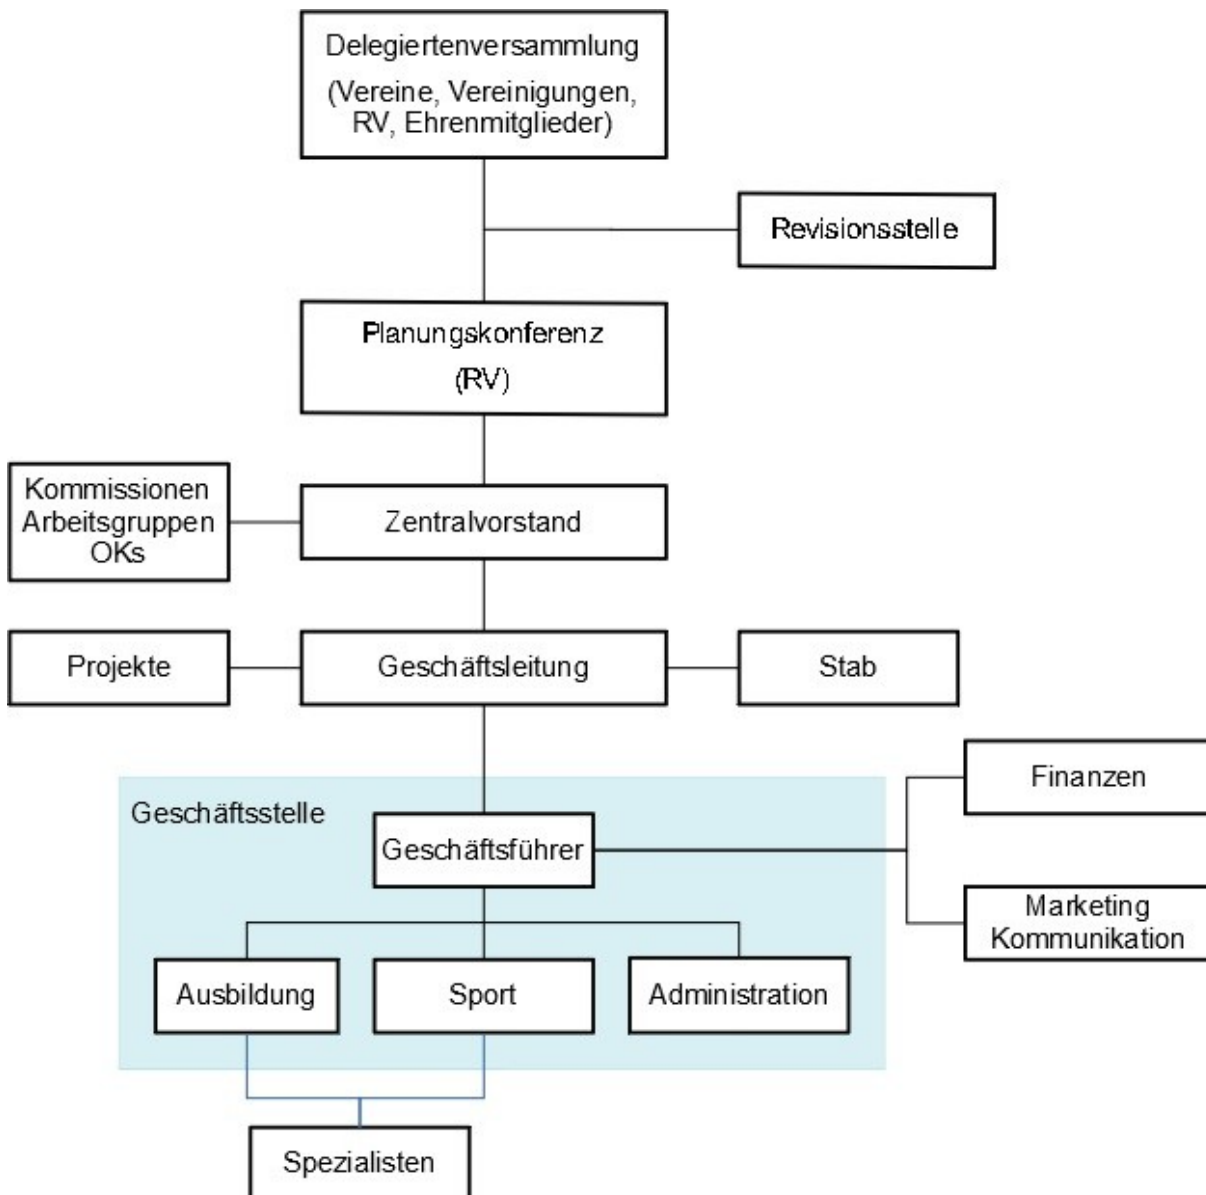 Delegiertenversammlung
(Vereine, Vereinigungen,
RV, Ehrenmitglieder)
Revisionsstelle
Planungskonferenz
(RV)
Kommissionen
Arbeitsgruppen
OKs
Zentralvorstand
Projekte
Geschäftsleitung
Stab
Finanzen
Geschäftsstelle
Geschäftsführer
Marketing
Kommunikation
Ausbildung
Sport
Administration
Spezialisten